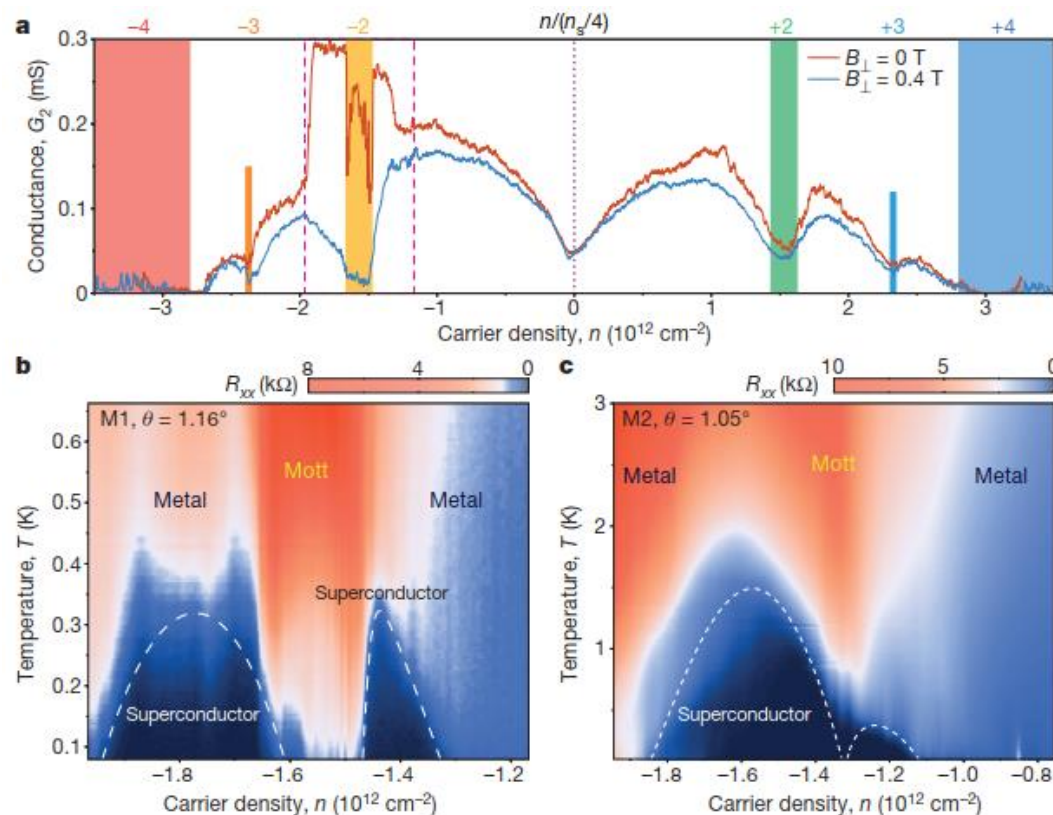 a
n/(nₛ/4)
−4 −3 −2 +2 +3 +4
Conductance, G₂ (mS)
0.3
0.2
0.1
0
B⊥ = 0 T
B⊥ = 0.4 T
−3 −2 −1 0 1 2 3
Carrier density, n (10¹² cm⁻²)
b
Rₓₓ (kΩ)
8 4 0
M1, θ = 1.16°
Mott
Metal
Metal
Superconductor
Superconductor
Temperature, T (K)
0.6
0.5
0.4
0.3
0.2
0.1
−1.8 −1.6 −1.4 −1.2
Carrier density, n (10¹² cm⁻²)
c
Rₓₓ (kΩ)
10 5 0
M2, θ = 1.05°
Mott
Metal
Metal
Superconductor
Temperature, T (K)
3
2
1
−1.8 −1.6 −1.4 −1.2 −1.0 −0.8
Carrier density, n (10¹² cm⁻²)